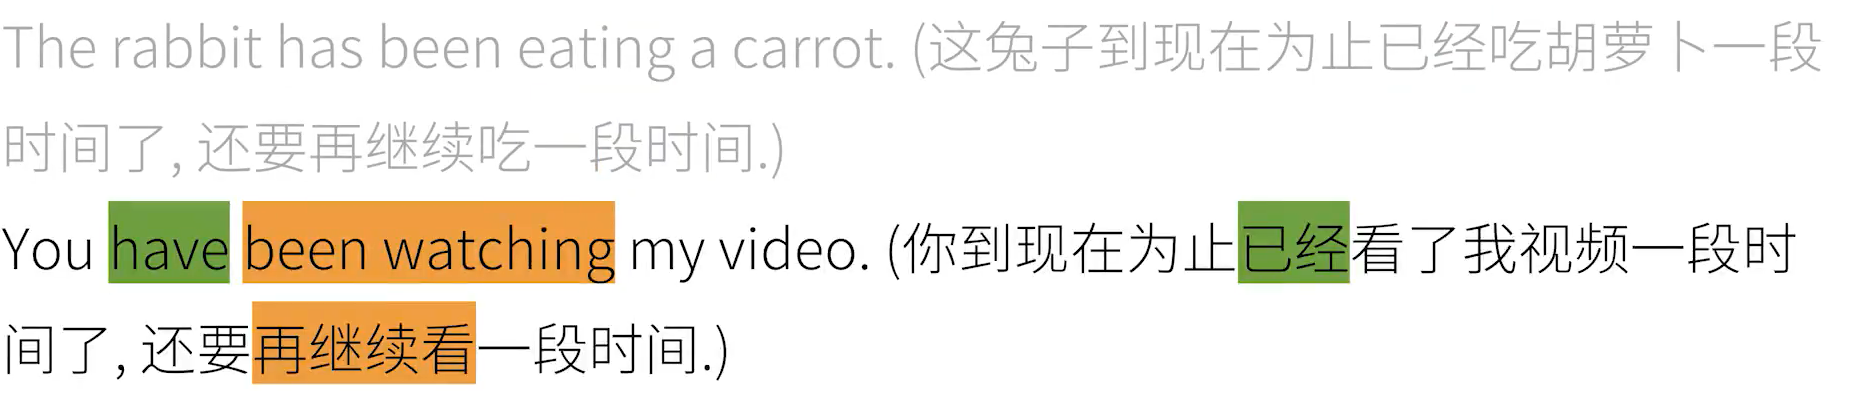 The rabbit has been eating a carrot. (这兔子到现在为止已经吃胡萝卜一段
时间了, 还要再继续吃一段时间.)
You have been watching my video. (你到现在为止已经看了我视频一段时
间了, 还要再继续看一段时间.)